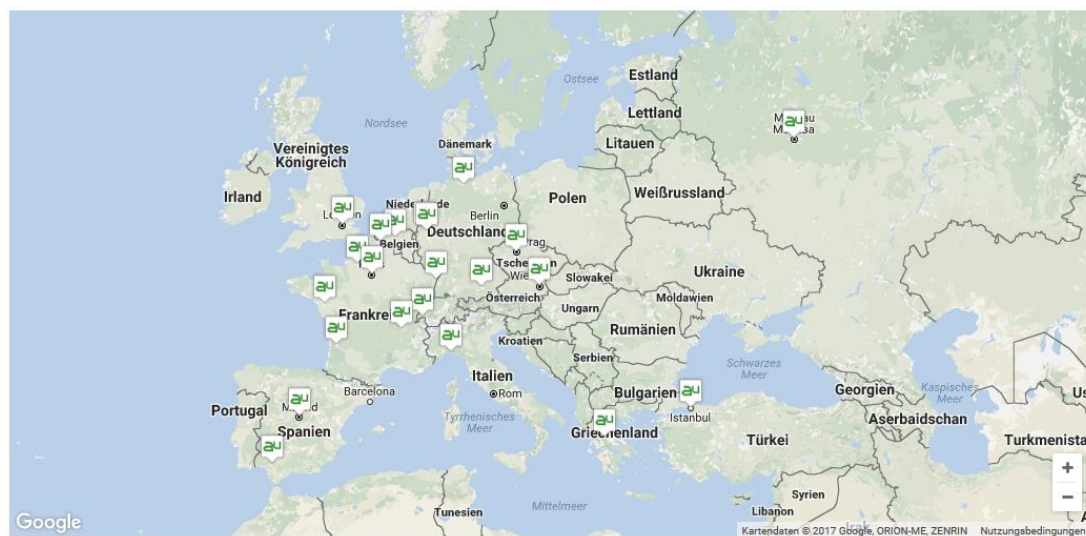 Ostsee
Estland
Lettland
Litauen
Nordsee
Dänemark
Vereinigtes
Königreich
Irland
au
Polen
Weißrussland
Berlin
Deutschland
Belgien
Ukraine
Slowakei
Österreich
Moldawien
Ungarn
Rumänien
Kroatien
Serbien
Schwarzes
Meer
Italien
Rom
Barcelona
Portugal
Spanien
Tyrrhenisches
Meer
Bulgarien
Istanbul
Georgien
Kaspisches
Meer
Aserbaidschan
Türkei
Turkmenista
Mittelmeer
Tunesien
Syrien
Libanon
Irak
Google
+
−
Kartendaten © 2017 Google, ORION-ME, ZENRIN Nutzungsbedingungen